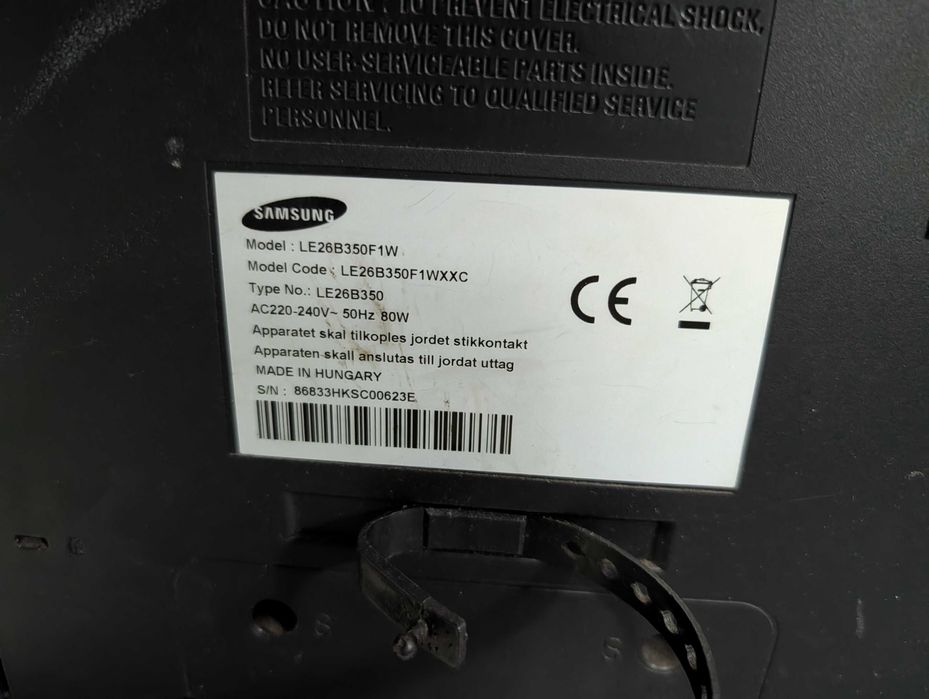 CAUTION : TO PREVENT ELECTRICAL SHOCK,
DO NOT REMOVE THIS COVER.
NO USER-SERVICEABLE PARTS INSIDE.
REFER SERVICING TO QUALIFIED SERVICE
PERSONNEL.
SAMSUNG
Model : LE26B350F1W
Model Code : LE26B350F1WXXC
Type No.: LE26B350
AC220-240V~ 50Hz 80W
Apparatet skal tilkoples jordet stikkontakt
Apparaten skall anslutas till jordat uttag
MADE IN HUNGARY
S/N : 86833HKSC00623E
CE
S
S